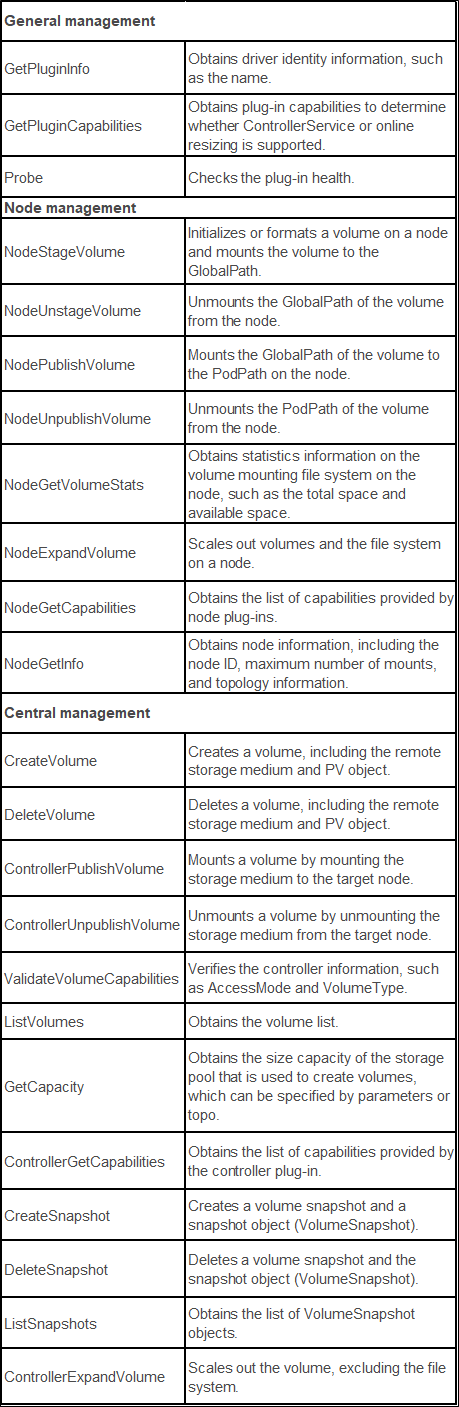 General management
GetPluginInfo
Obtains driver identity information, such
as the name.
GetPluginCapabilities
Obtains plug-in capabilities to determine
whether ControllerService or online
resizing is supported.
Probe
Checks the plug-in health.
Node management
NodeStageVolume
Initializes or formats a volume on a node
and mounts the volume to the
GlobalPath.
NodeUnstageVolume
Unmounts the GlobalPath of the volume
from the node.
NodePublishVolume
Mounts the GlobalPath of the volume to
the PodPath on the node.
NodeUnpublishVolume
Unmounts the PodPath of the volume
from the node.
NodeGetVolumeStats
Obtains statistics information on the
volume mounting file system on the
node, such as the total space and
available space.
NodeExpandVolume
Scales out volumes and the file system
on a node.
NodeGetCapabilities
Obtains the list of capabilities provided by
node plug-ins.
NodeGetInfo
Obtains node information, including the
node ID, maximum number of mounts,
and topology information.
Central management
CreateVolume
Creates a volume, including the remote
storage medium and PV object.
DeleteVolume
Deletes a volume, including the remote
storage medium and PV object.
ControllerPublishVolume
Mounts a volume by mounting the
storage medium to the target node.
ControllerUnpublishVolume
Unmounts a volume by unmounting the
storage medium from the target node.
ValidateVolumeCapabilities
Verifies the controller information, such
as AccessMode and VolumeType.
ListVolumes
Obtains the volume list.
GetCapacity
Obtains the size capacity of the storage
pool that is used to create volumes,
which can be specified by parameters or
topo.
ControllerGetCapabilities
Obtains the list of capabilities provided by
the controller plug-in.
CreateSnapshot
Creates a volume snapshot and a
snapshot object (VolumeSnapshot).
DeleteSnapshot
Deletes a volume snapshot and the
snapshot object (VolumeSnapshot).
ListSnapshots
Obtains the list of VolumeSnapshot
objects.
ControllerExpandVolume
Scales out the volume, excluding the file
system.